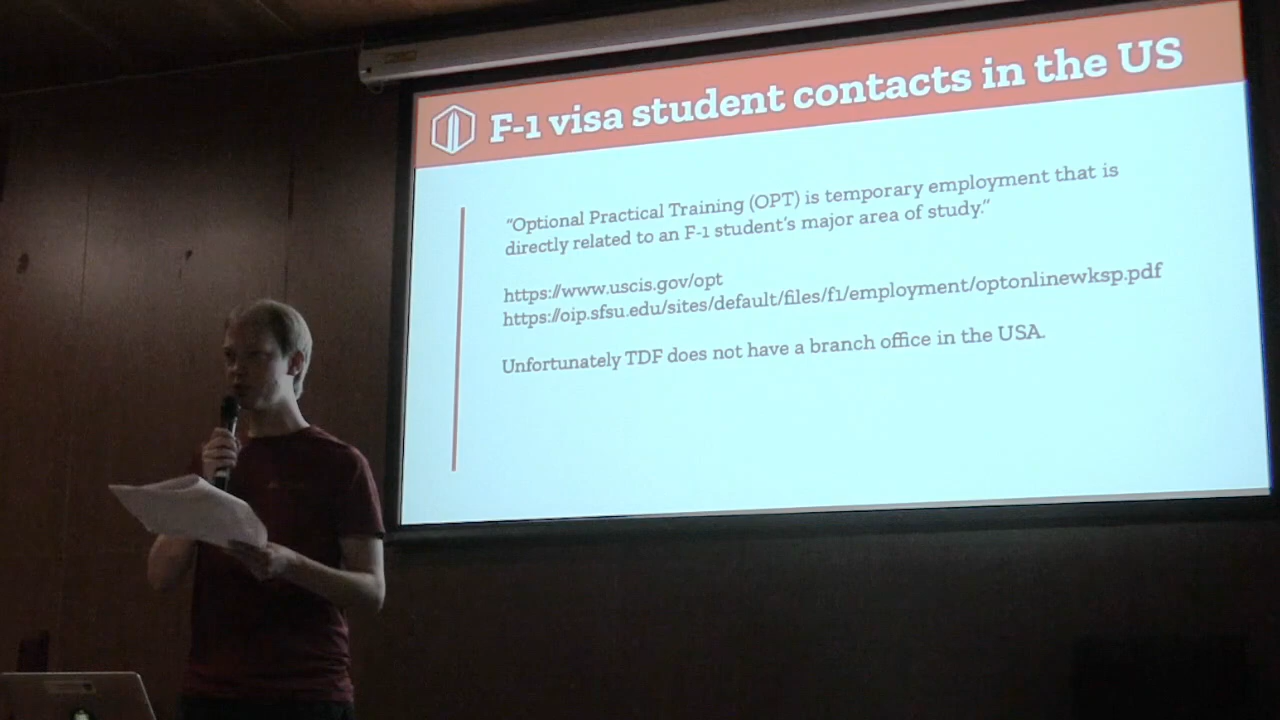 F-1 visa student contacts in the US
“Optional Practical Training (OPT) is temporary employment that is
directly related to an F-1 student’s major area of study.”
https://www.uscis.gov/opt
https://oip.sfsu.edu/sites/default/files/f1/employment/optonlinewksp.pdf
Unfortunately TDF does not have a branch office in the USA.